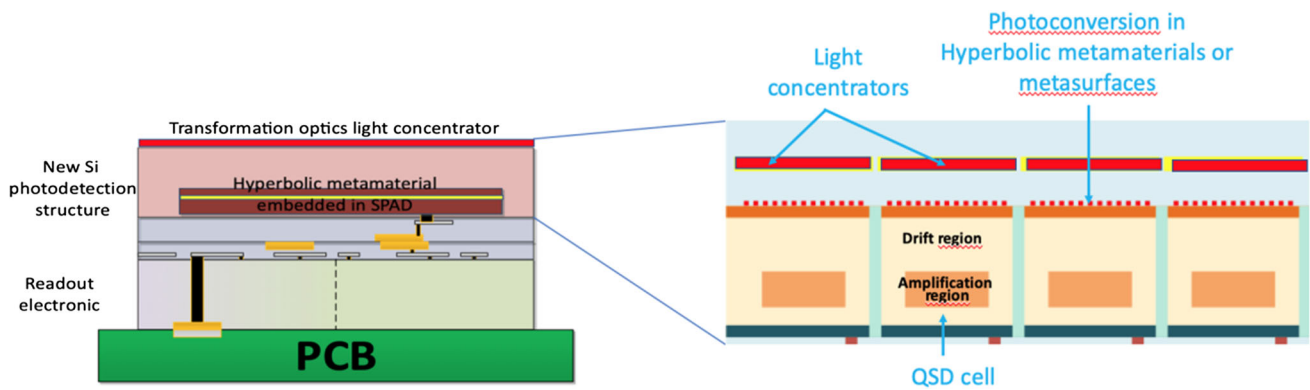 Transformation optics light concentrator
New Si
photodetection
structure
Hyperbolic metamaterial
embedded in SPAD
Readout
electronic
PCB
Light
concentrators
Photoconversion in
Hyperbolic metamaterials or
metasurfaces
Drift region
Amplification
region
QSD cell